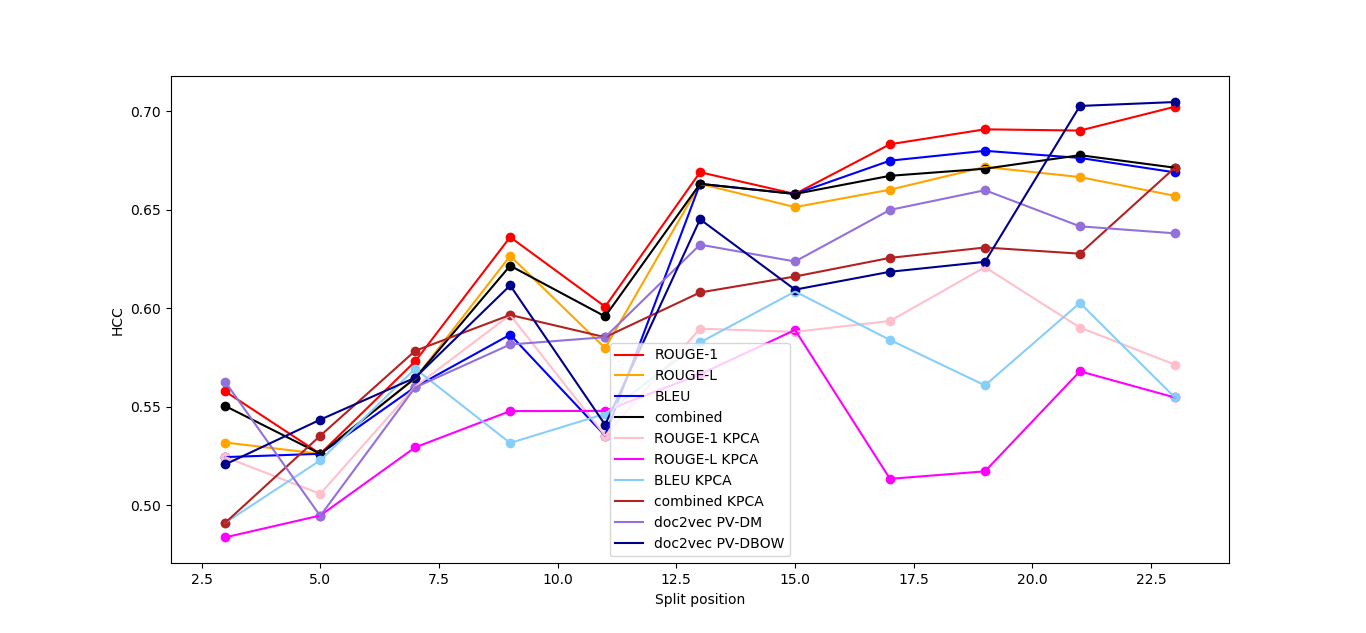 0.70
0.65
0.60
0.55
0.50
HCC
ROUGE-1
ROUGE-L
BLEU
combined
ROUGE-1 KPCA
ROUGE-L KPCA
BLEU KPCA
combined KPCA
doc2vec PV-DM
doc2vec PV-DBOW
2.5 5.0 7.5 10.0 12.5 15.0 17.5 20.0 22.5
Split position